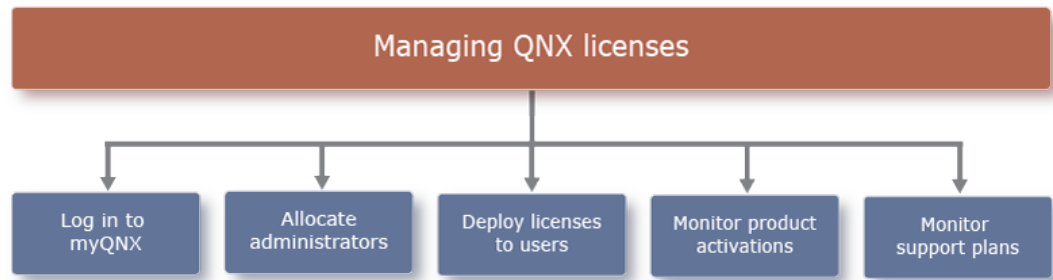 Managing QNX licenses
Log in to
myQNX
Allocate
administrators
Deploy licenses
to users
Monitor product
activations
Monitor
support plans